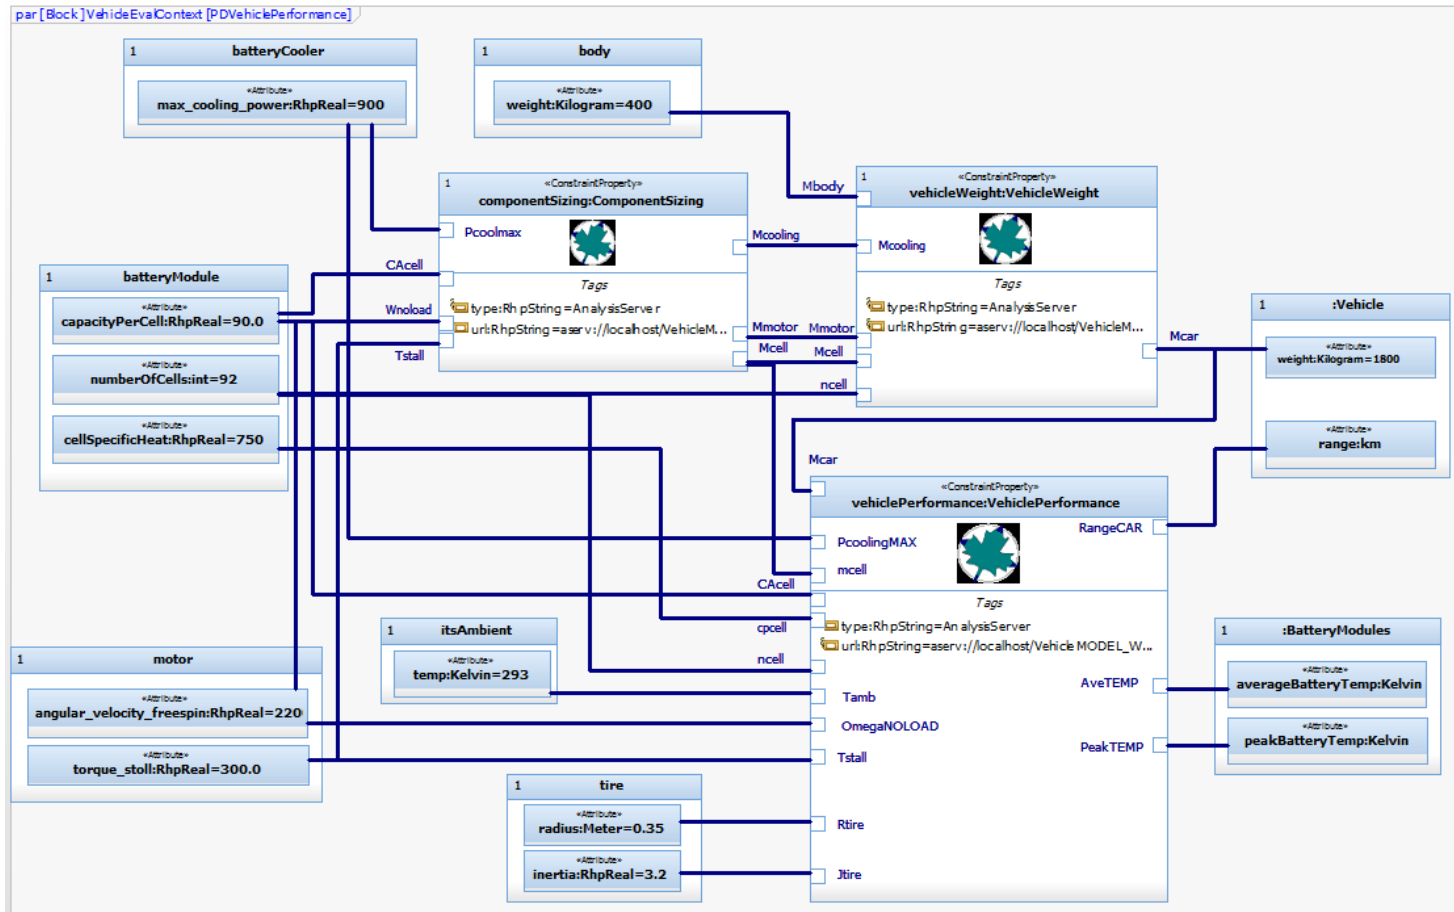 par [Block] VehicleEvalContext [PDVehiclePerformance]
1 batteryCooler
«Attribute»
max_cooling_power:RhpReal=900
1 body
«Attribute»
weight:Kilogram=400
1 «ConstraintProperty»
componentSizing:ComponentSizing
Pcoolmax
CAcell
Wnoload
Tstall
Mcooling
Mmotor
Mcell
Tags
type:RhpString=AnalysisServer
url:RhpString=aserv://localhost/VehicleM...
1 «ConstraintProperty»
vehicleWeight:VehicleWeight
Mbody
Mcooling
Mmotor
Mcell
ncell
Mcar
Tags
type:RhpString=AnalysisServer
url:RhpString=aserv://localhost/VehicleM...
1 batteryModule
«Attribute»
capacityPerCell:RhpReal=90.0
«Attribute»
numberOfCells:int=92
«Attribute»
cellSpecificHeat:RhpReal=750
1 :Vehicle
«Attribute»
weight:Kilogram=1800
«Attribute»
range:km
Mcar
«ConstraintProperty»
vehiclePerformance:VehiclePerformance
RangeCAR
PcoolingMAX
mcell
CAcell
cpcell
ncell
Tags
type:RhpString=AnalysisServer
url:RhpString=aserv://localhost/Vehicle MODEL_W...
Tamb
OmegaNOLOAD
Tstall
Rtire
Jtire
AveTEMP
PeakTEMP
1 itsAmbient
«Attribute»
temp:Kelvin=293
1 motor
«Attribute»
angular_velocity_freespin:RhpReal=220
«Attribute»
torque_stoll:RhpReal=300.0
1 :BatteryModules
«Attribute»
averageBatteryTemp:Kelvin
«Attribute»
peakBatteryTemp:Kelvin
1 tire
«Attribute»
radius:Meter=0.35
«Attribute»
inertia:RhpReal=3.2